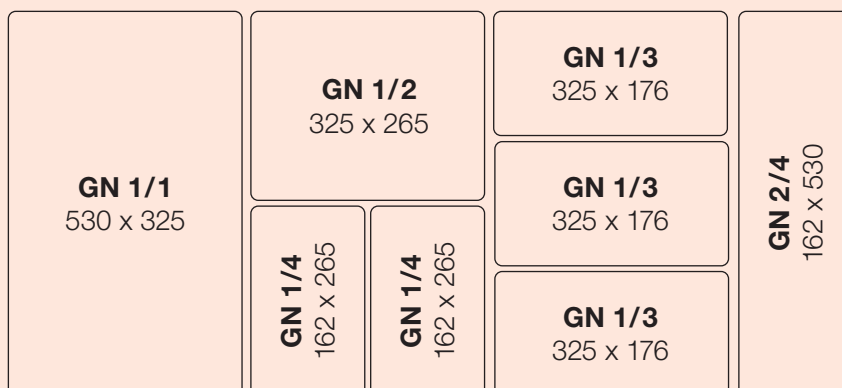 GN 1/1
530 x 325
GN 1/2
325 x 265
GN 1/4
162 x 265
GN 1/4
162 x 265
GN 1/3
325 x 176
GN 1/3
325 x 176
GN 1/3
325 x 176
GN 2/4
162 x 530